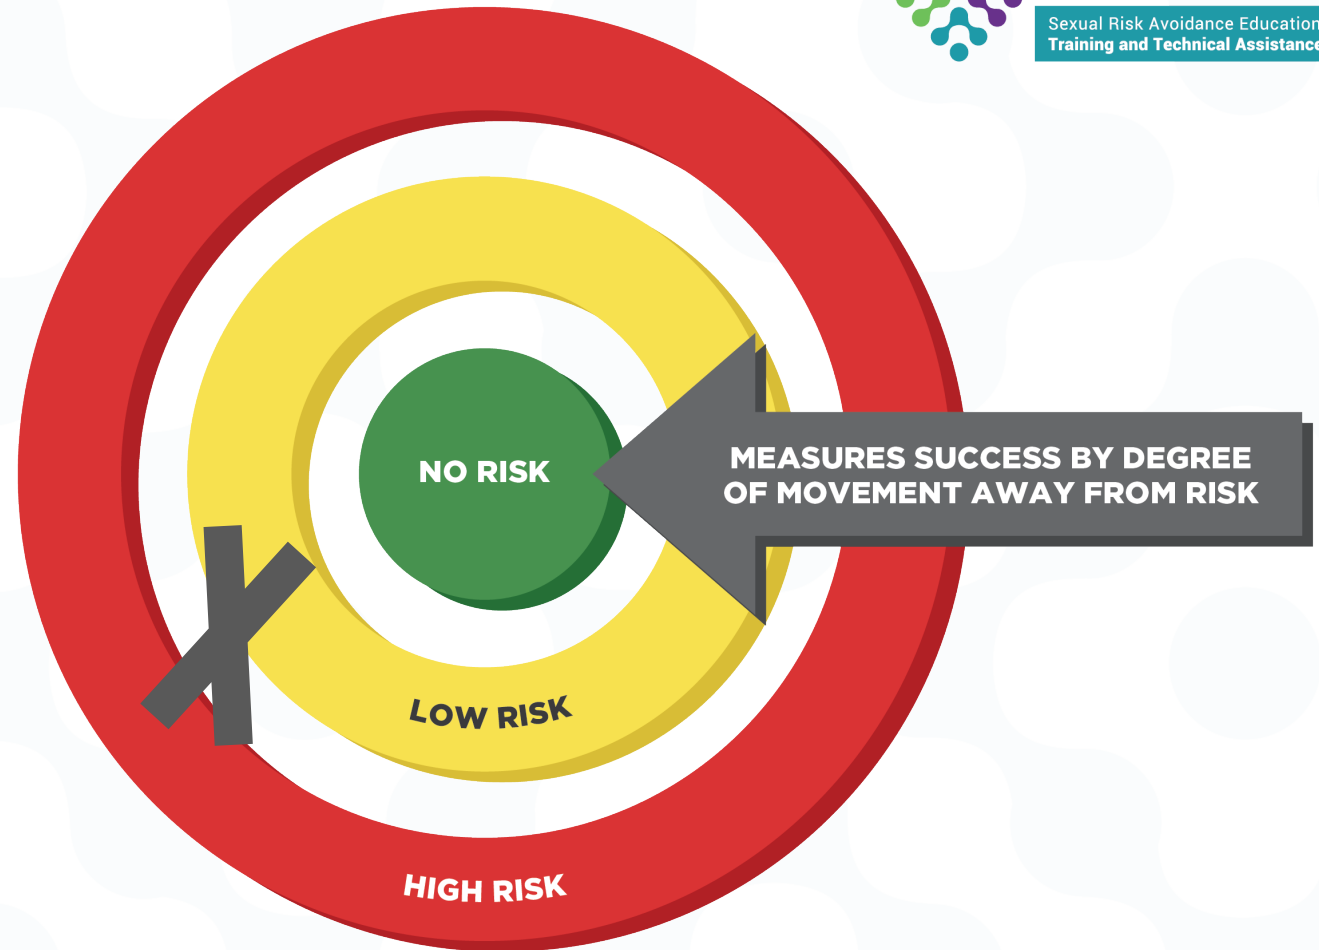 Sexual Risk Avoidance Education
Training and Technical Assistance
NO RISK
MEASURES SUCCESS BY DEGREE
OF MOVEMENT AWAY FROM RISK
LOW RISK
HIGH RISK